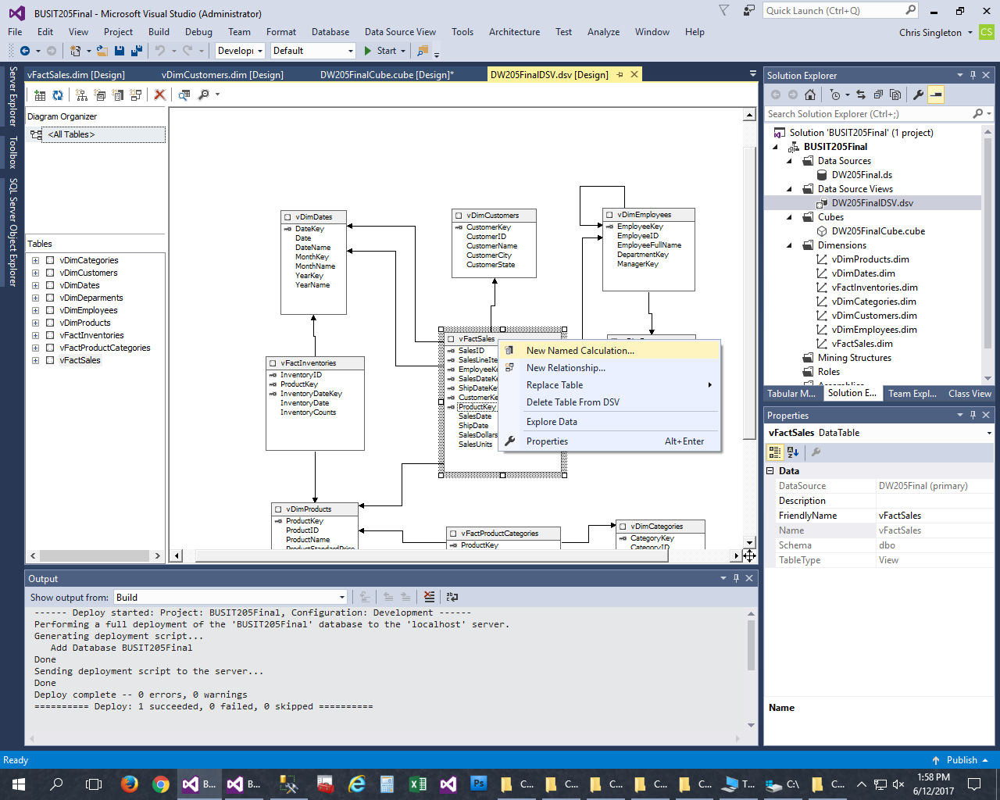 BUSIT205Final - Microsoft Visual Studio (Administrator)
Quick Launch (Ctrl+Q)
File Edit View Project Build Debug Team Format Database Data Source View Tools Architecture Test Analyze Window Help
Chris Singleton CS
Developi Default Start
Server Explorer
Toolbox
SQL Server Object Explorer
vFactSales.dim [Design] vDimCustomers.dim [Design] DW205FinalCube.cube [Design]* DW205FinalDSV.dsv [Design]
Diagram Organizer
<All Tables>
Tables
vDimCategories
vDimCustomers
vDimDates
vDimDeparments
vDimEmployees
vDimProducts
vFactInventories
vFactProductCategories
vFactSales
vDimDates
DateKey
Date
DateName
MonthKey
MonthName
YearKey
YearName
vDimCustomers
CustomerKey
CustomerID
CustomerName
CustomerCity
CustomerState
vDimEmployees
EmployeeKey
EmployeeID
EmployeeFullName
DepartmentKey
ManagerKey
vFactInventories
InventoryID
ProductKey
InventoryDateKey
InventoryDate
InventoryCounts
vFactSales
SalesID
SalesLineIte
EmployeeKe
SalesDateKe
ShipDateKe
CustomerKe
ProductKey
SalesDate
ShipDate
SalesDollars
SalesUnits
New Named Calculation...
New Relationship...
Replace Table
Delete Table From DSV
Explore Data
Properties Alt+Enter
vDimProducts
ProductKey
ProductID
ProductName
ProductStandardPrice
vFactProductCategories
ProductKey
vDimCategories
CategoryKey
CategoryID
Solution Explorer
Search Solution Explorer (Ctrl+;)
Solution 'BUSIT205Final' (1 project)
BUSIT205Final
Data Sources
DW205Final.ds
Data Source Views
DW205FinalDSV.dsv
Cubes
DW205FinalCube.cube
Dimensions
vDimProducts.dim
vDimDates.dim
vFactInventories.dim
vDimCategories.dim
vDimCustomers.dim
vDimEmployees.dim
vFactSales.dim
Mining Structures
Roles
Assemblies
Tabular M... Solution E... Team Expl... Class View
Properties
vFactSales DataTable
Data
DataSource DW205Final (primary)
Description
FriendlyName vFactSales
Name vFactSales
Schema dbo
TableType View
Name
Output
Show output from: Build
------ Deploy started: Project: BUSIT205Final, Configuration: Development ------
Performing a full deployment of the 'BUSIT205Final' database to the 'localhost' server.
Generating deployment script...
Add Database BUSIT205Final
Done
Sending deployment script to the server...
Done
Deploy complete -- 0 errors, 0 warnings
========== Deploy: 1 succeeded, 0 failed, 0 skipped ==========
Ready
Publish
B... B... Ps C... C... C... C... C... T... C:\ C...
1:58 PM
6/12/2017